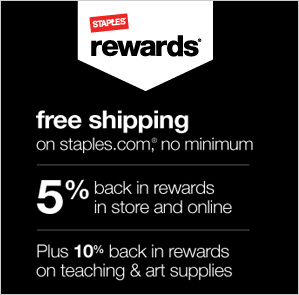 STAPLES
rewards®
free shipping
on staples.com,® no minimum
5% back in rewards
in store and online
Plus 10% back in rewards
on teaching & art supplies